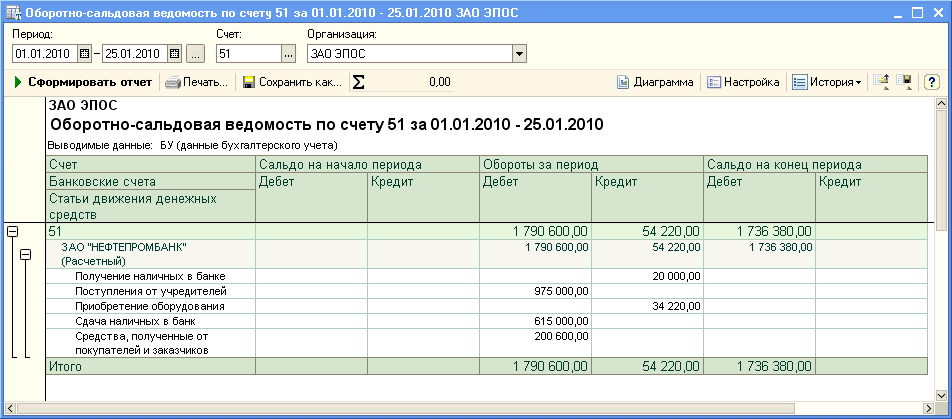 Оборотно-сальдовая ведомость по счету 51 за 01.01.2010 - 25.01.2010 ЗАО ЭПОС
Период: Счет: Организация:
01.01.2010 – 25.01.2010 ... 51 ... ЗАО ЭПОС
Сформировать отчет Печать... Сохранить как... Σ 0,00 Диаграмма Настройка История ?
ЗАО ЭПОС
Оборотно-сальдовая ведомость по счету 51 за 01.01.2010 - 25.01.2010
Выводимые данные: БУ (данные бухгалтерского учета)
Счет Сальдо на начало периода Обороты за период Сальдо на конец периода
Банковские счета Дебет Кредит Дебет Кредит Дебет Кредит
Статьи движения денежных
средств
51 1 790 600,00 54 220,00 1 736 380,00
ЗАО "НЕФТЕПРОМБАНК" 1 790 600,00 54 220,00 1 736 380,00
(Расчетный)
Получение наличных в банке 20 000,00
Поступления от учредителей 975 000,00
Приобретение оборудования 34 220,00
Сдача наличных в банк 615 000,00
Средства, полученные от 200 600,00
покупателей и заказчиков
Итого 1 790 600,00 54 220,00 1 736 380,00